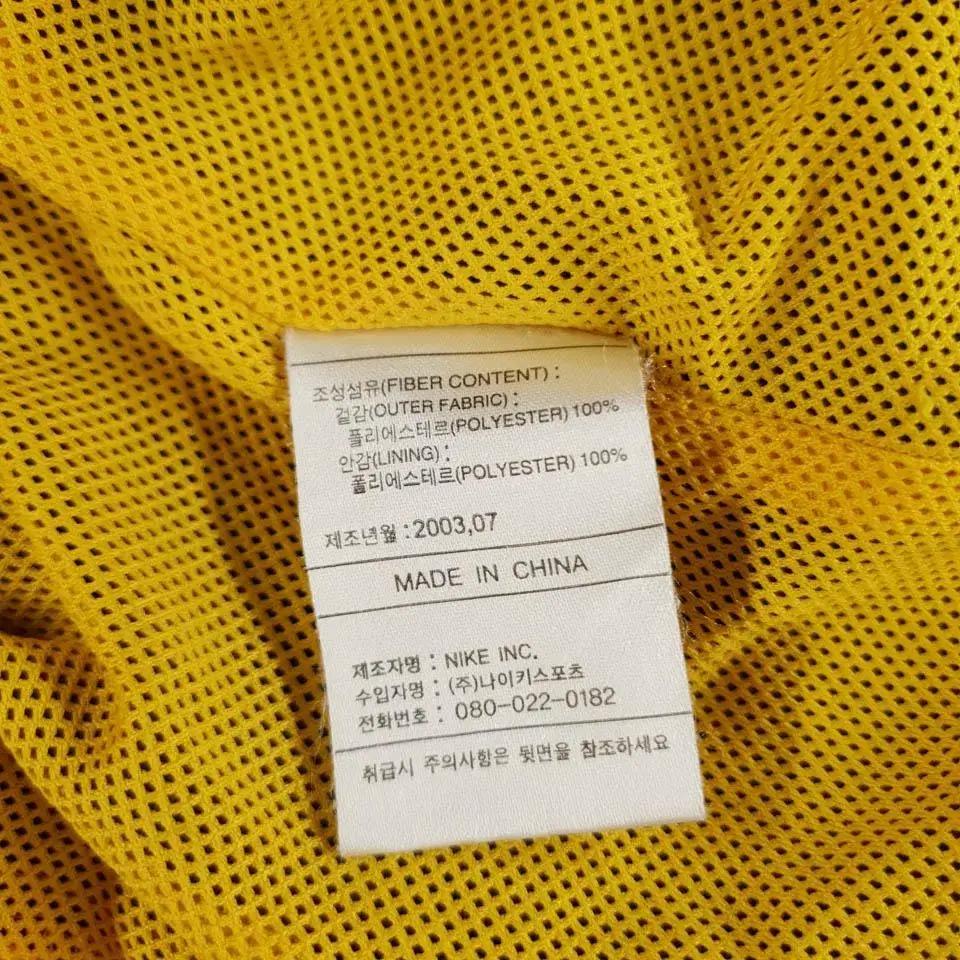 조성섬유(FIBER CONTENT) :
겉감(OUTER FABRIC) :
폴리에스테르(POLYESTER) 100%
안감(LINING) :
폴리에스테르(POLYESTER) 100%
제조년월 : 2003,07
MADE IN CHINA
제조자명 : NIKE INC.
수입자명 : (주)나이키스포츠
전화번호 : 080-022-0182
취급시 주의사항은 뒷면을 참조하세요